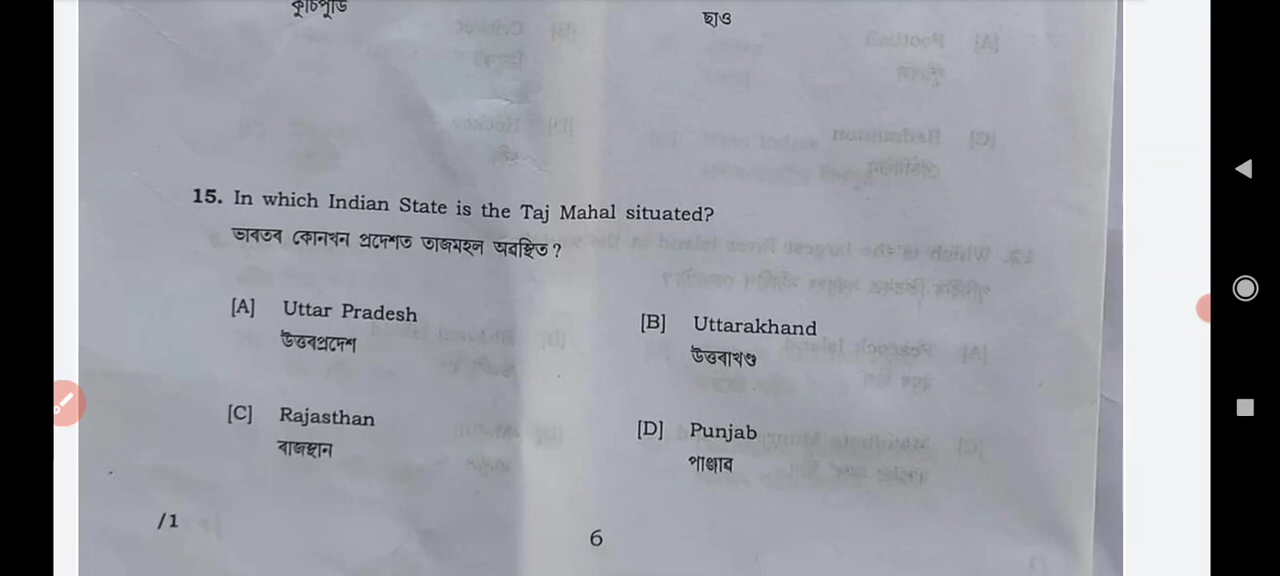 কুচিপুড়ি
ছাও
15. In which Indian State is the Taj Mahal situated?
ভাৰতৰ কোনখন প্ৰদেশত তাজমহল অৱস্থিত?
[A] Uttar Pradesh
উত্তৰপ্ৰদেশ
[B] Uttarakhand
উত্তৰাখণ্ড
[C] Rajasthan
ৰাজস্থান
[D] Punjab
পাঞ্জাব
/1
6